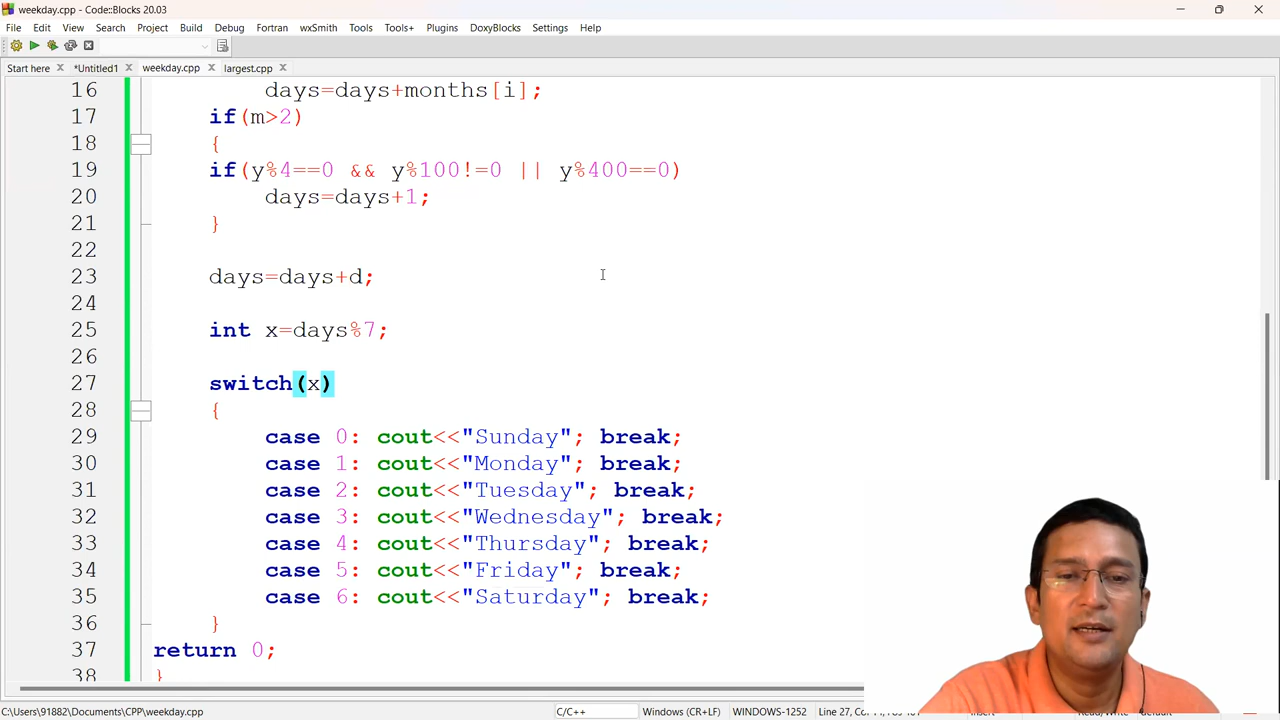 weekday.cpp - Code::Blocks 20.03
File Edit View Search Project Build Debug Fortran wxSmith Tools Tools+ Plugins DoxyBlocks Settings Help
Start here *Untitled1 weekday.cpp largest.cpp
16 days=days+months[i];
17 if(m>2)
18 {
19 if(y%4==0 && y%100!=0 || y%400==0)
20 days=days+1;
21 }
22
23 days=days+d;
24
25 int x=days%7;
26
27 switch(x)
28 {
29 case 0: cout<<"Sunday"; break;
30 case 1: cout<<"Monday"; break;
31 case 2: cout<<"Tuesday"; break;
32 case 3: cout<<"Wednesday"; break;
33 case 4: cout<<"Thursday"; break;
34 case 5: cout<<"Friday"; break;
35 case 6: cout<<"Saturday"; break;
36 }
37 return 0;
38 }
C:\Users\91882\Documents\CPP\weekday.cpp C/C++ Windows (CR+LF) WINDOWS-1252 Line 27,